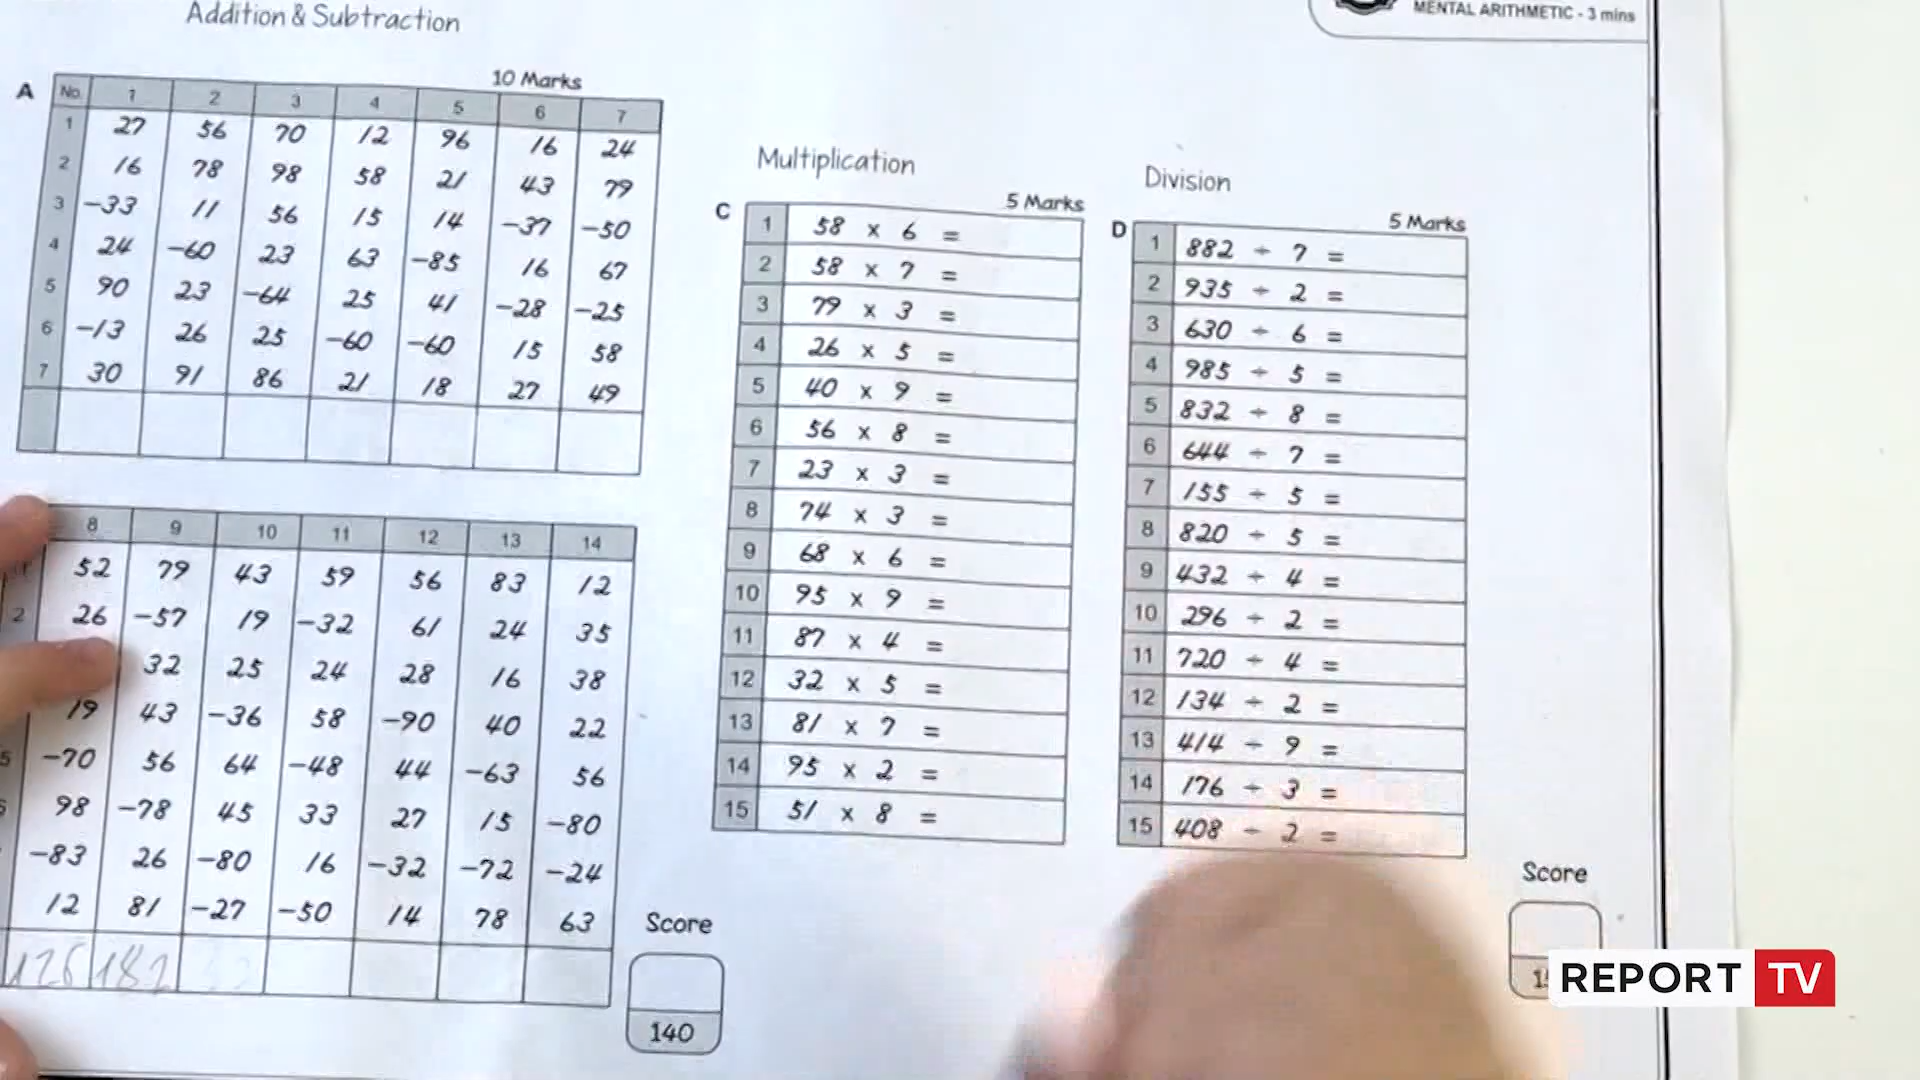 Addition & Subtraction
MENTAL ARITHMETIC - 3 mins
10 Marks
A
No. 1 2 3 4 5 6 7
1 27 56 70 12 96 16 24
2 16 78 98 58 21 43 79
3 -33 11 56 15 14 -37 -50
4 24 -60 23 63 -85 16 67
5 90 23 -64 25 41 -28 -25
6 -13 26 25 -60 -60 15 58
7 30 91 86 21 18 27 49
8 9 10 11 12 13 14
52 79 43 59 56 83 12
2 26 -57 19 -32 61 24 35
32 25 24 28 16 38
19 43 -36 58 -90 40 22
5 -70 56 64 -48 44 -63 56
98 -78 45 33 27 15 -80
-83 26 -80 16 -32 -72 -24
12 81 -27 -50 14 78 63
126 182
Score
140
Multiplication
5 Marks
C
1 58 x 6 =
2 58 x 7 =
3 79 x 3 =
4 26 x 5 =
5 40 x 9 =
6 56 x 8 =
7 23 x 3 =
8 74 x 3 =
9 68 x 6 =
10 95 x 9 =
11 87 x 4 =
12 32 x 5 =
13 81 x 7 =
14 95 x 2 =
15 51 x 8 =
Division
5 Marks
D
1 882 ÷ 7 =
2 935 ÷ 2 =
3 630 ÷ 6 =
4 985 ÷ 5 =
5 832 ÷ 8 =
6 644 ÷ 7 =
7 155 ÷ 5 =
8 820 ÷ 5 =
9 432 ÷ 4 =
10 296 ÷ 2 =
11 720 ÷ 4 =
12 134 ÷ 2 =
13 414 ÷ 9 =
14 176 ÷ 3 =
15 408 ÷ 2 =
Score
REPORT TV